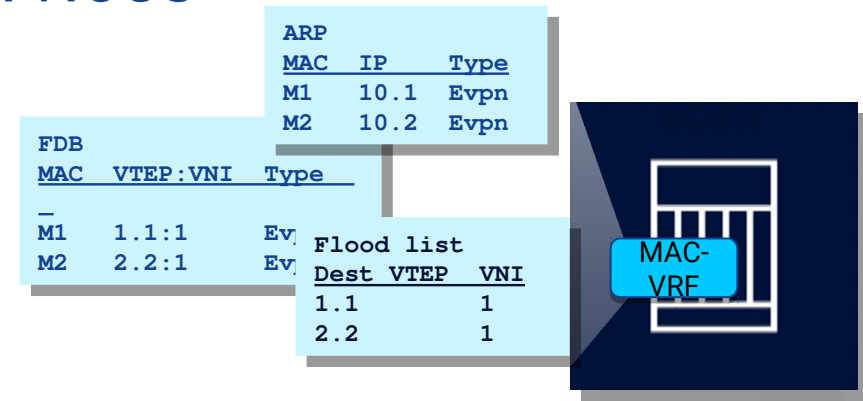 ARP
MAC IP Type
M1 10.1 Evpn
M2 10.2 Evpn
FDB
MAC VTEP:VNI Type
M1 1.1:1
M2 2.2:1
Flood list
Dest VTEP VNI
1.1 1
2.2 1
MAC-
VRF